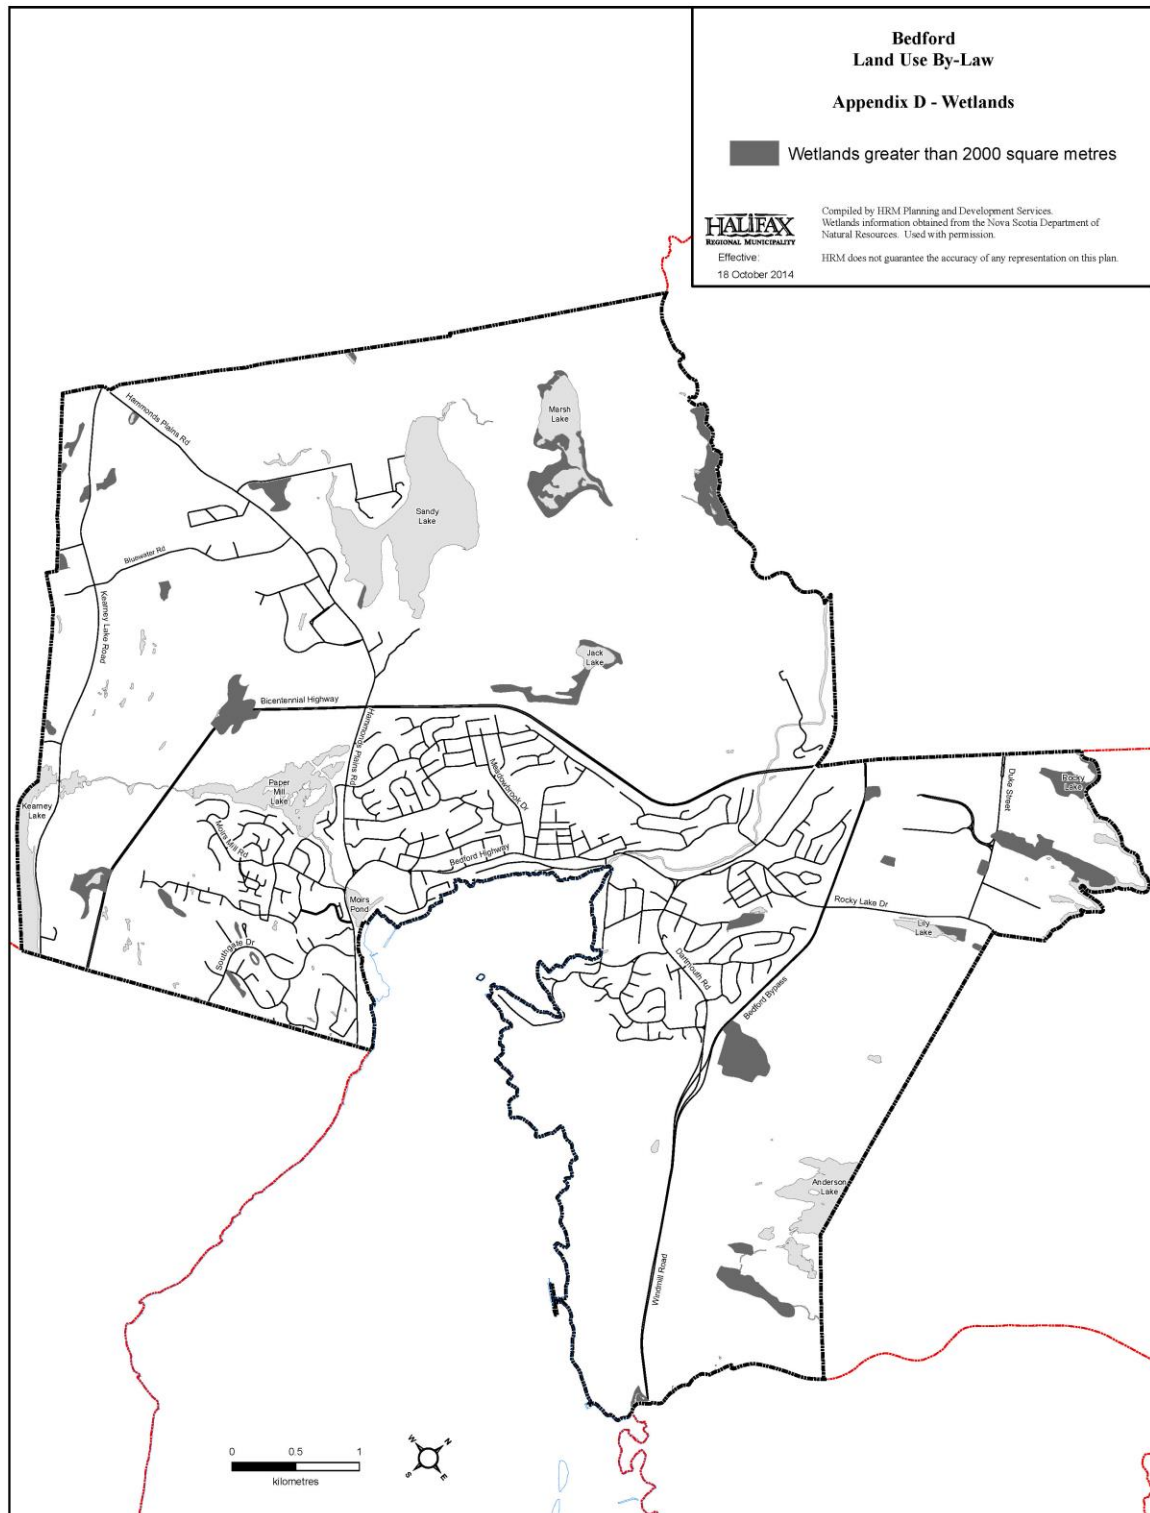 Bedford
Land Use By-Law
Appendix D - Wetlands
Wetlands greater than 2000 square metres
HALIFAX
REGIONAL MUNICIPALITY
Effective:
18 October 2014
Compiled by HRM Planning and Development Services.
Wetlands information obtained from the Nova Scotia Department of
Natural Resources. Used with permission.
HRM does not guarantee the accuracy of any representation on this plan.
Hammonds Plains Rd
Marsh
Lake
Sandy
Lake
Bluewater Rd
Kearney Lake Road
Jack
Lake
Bicentennial Highway
Hammonds Plains Rd
Meadowbrook Dr
Duke Street
Rocky
Lake
Paper
Mill
Lake
Kearney
Lake
Moirs Mill Rd
Bedford Highway
Moirs
Pond
Rocky Lake Dr
Lily
Lake
Southgate Dr
Dartmouth Rd
Bedford Bypass
Anderson
Lake
Windmill Road
0 0.5 1
kilometres
W N
S E